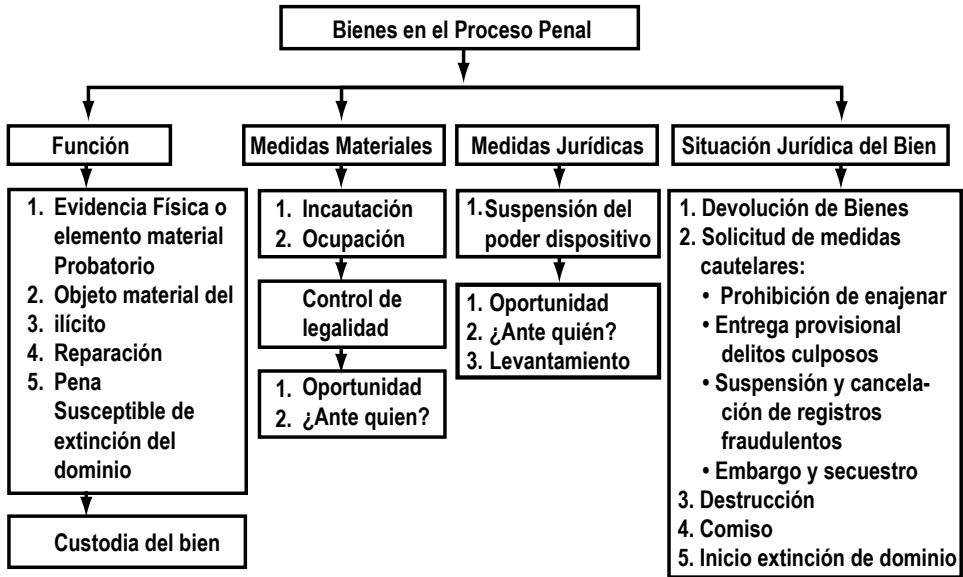 Bienes en el Proceso Penal
Función
1. Evidencia Física o
elemento material
Probatorio
2. Objeto material del
3. ilícito
4. Reparación
5. Pena
Susceptible de
extinción del
dominio
Custodia del bien
Medidas Materiales
1. Incautación
2. Ocupación
Control de
legalidad
1. Oportunidad
2. ¿Ante quien?
Medidas Jurídicas
1. Suspensión del
poder dispositivo
1. Oportunidad
2. ¿Ante quién?
3. Levantamiento
Situación Jurídica del Bien
1. Devolución de Bienes
2. Solicitud de medidas
cautelares:
• Prohibición de enajenar
• Entrega provisional
delitos culposos
• Suspensión y cancela-
ación de registros
fraudulentos
• Embargo y secuestro
3. Destrucción
4. Comiso
5. Inicio extinción de dominio